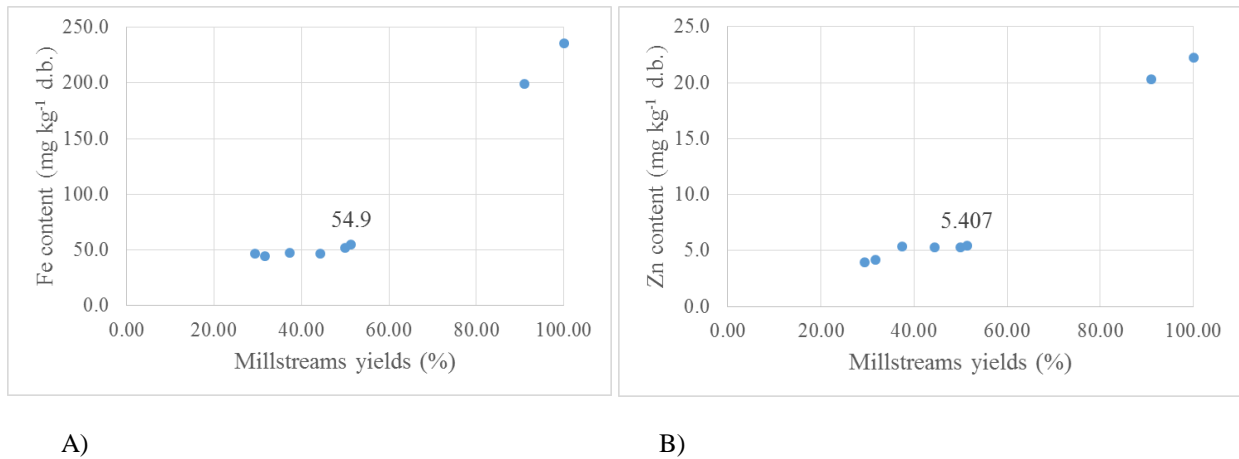 250.0
200.0
150.0
100.0
50.0
0.0
Fe content (mg kg⁻¹ d.b.)
54.9
0.00 20.00 40.00 60.00 80.00 100.00
Millstreams yields (%)
A)
25.0
20.0
15.0
10.0
5.0
0.0
Zn content (mg kg⁻¹ d.b.)
5.407
0.00 20.00 40.00 60.00 80.00 100.00
Millstreams yields (%)
B)